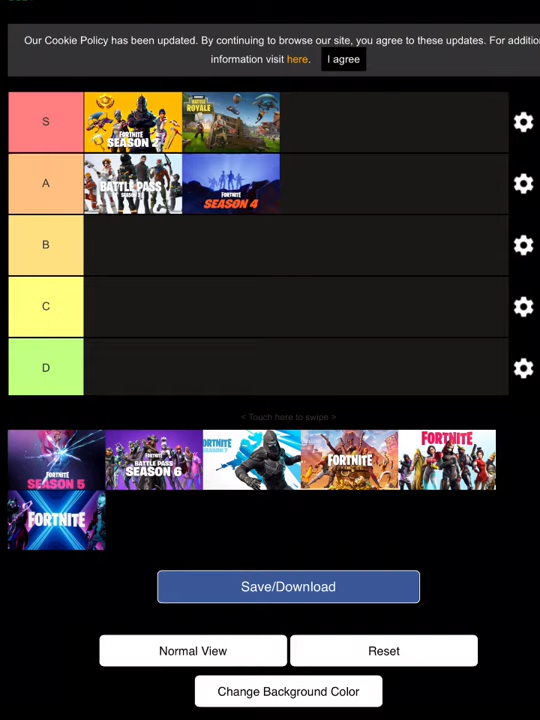 Our Cookie Policy has been updated. By continuing to browse our site, you agree to these updates. For additio
information visit here. I agree
S
FORTNITE
SEASON 2
BATTLE
ROYALE
A
BATTLE PASS
FORTNITE
SEASON 4
B
C
D
< Touch here to swipe >
FORTNITE
SEASON 5
FORTNITE
BATTLE PASS
SEASON 6
FORTNITE
FORTNITE
FORTNITE
FORTNITE
Save/Download
Normal View
Reset
Change Background Color